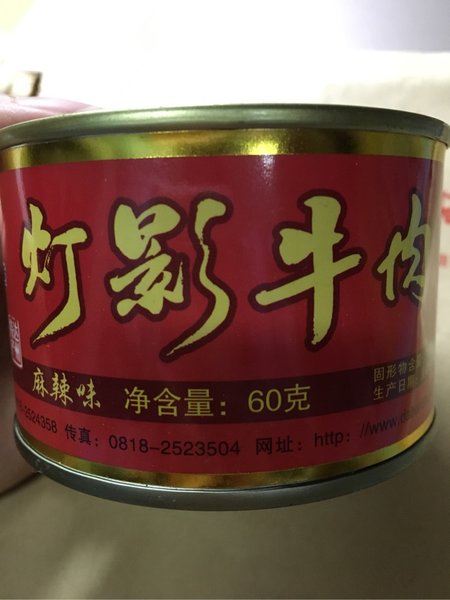 灯影牛肉
麻辣味 净含量：60克
固形物含量
生产日期
-2524358 传真：0818-2523504 网址：http：//www.d